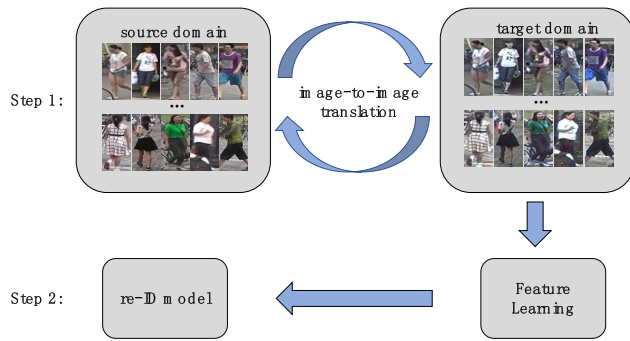 source domain
target domain
Step 1:
...
...
image-to-image
translation
Step 2:
re-ID model
Feature
Learning